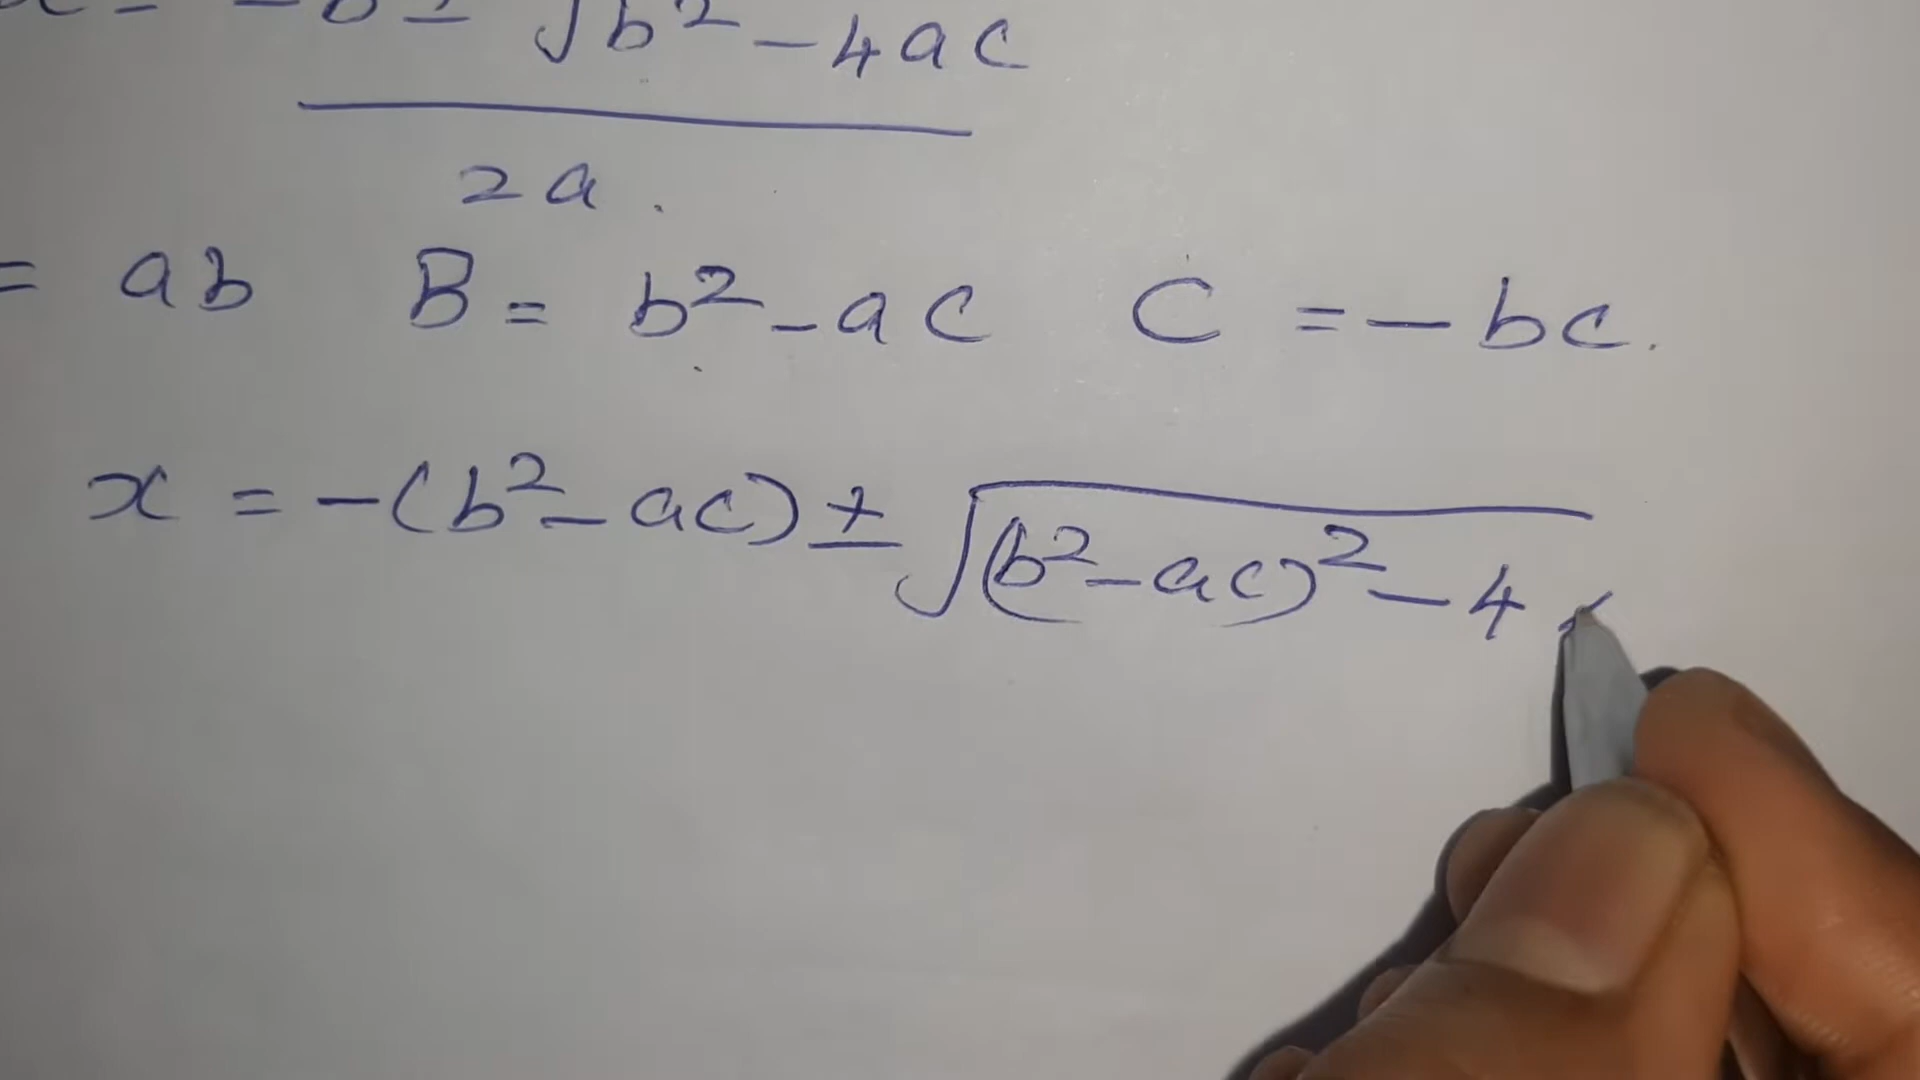 x = -b ± √b² - 4ac
2a.
= ab B = b² - ac C = -bc.
x = -(b² - ac) ± √(b² - ac)² - 4